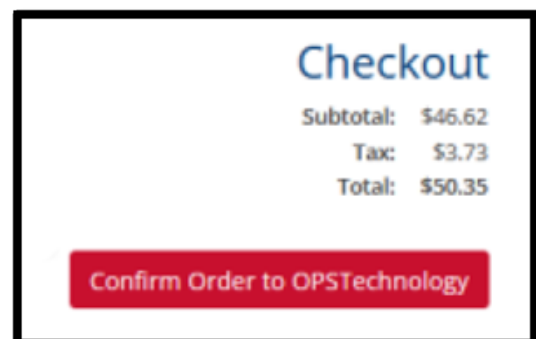 Checkout
Subtotal: $46.62
Tax: $3.73
Total: $50.35
Confirm Order to OPSTechnology